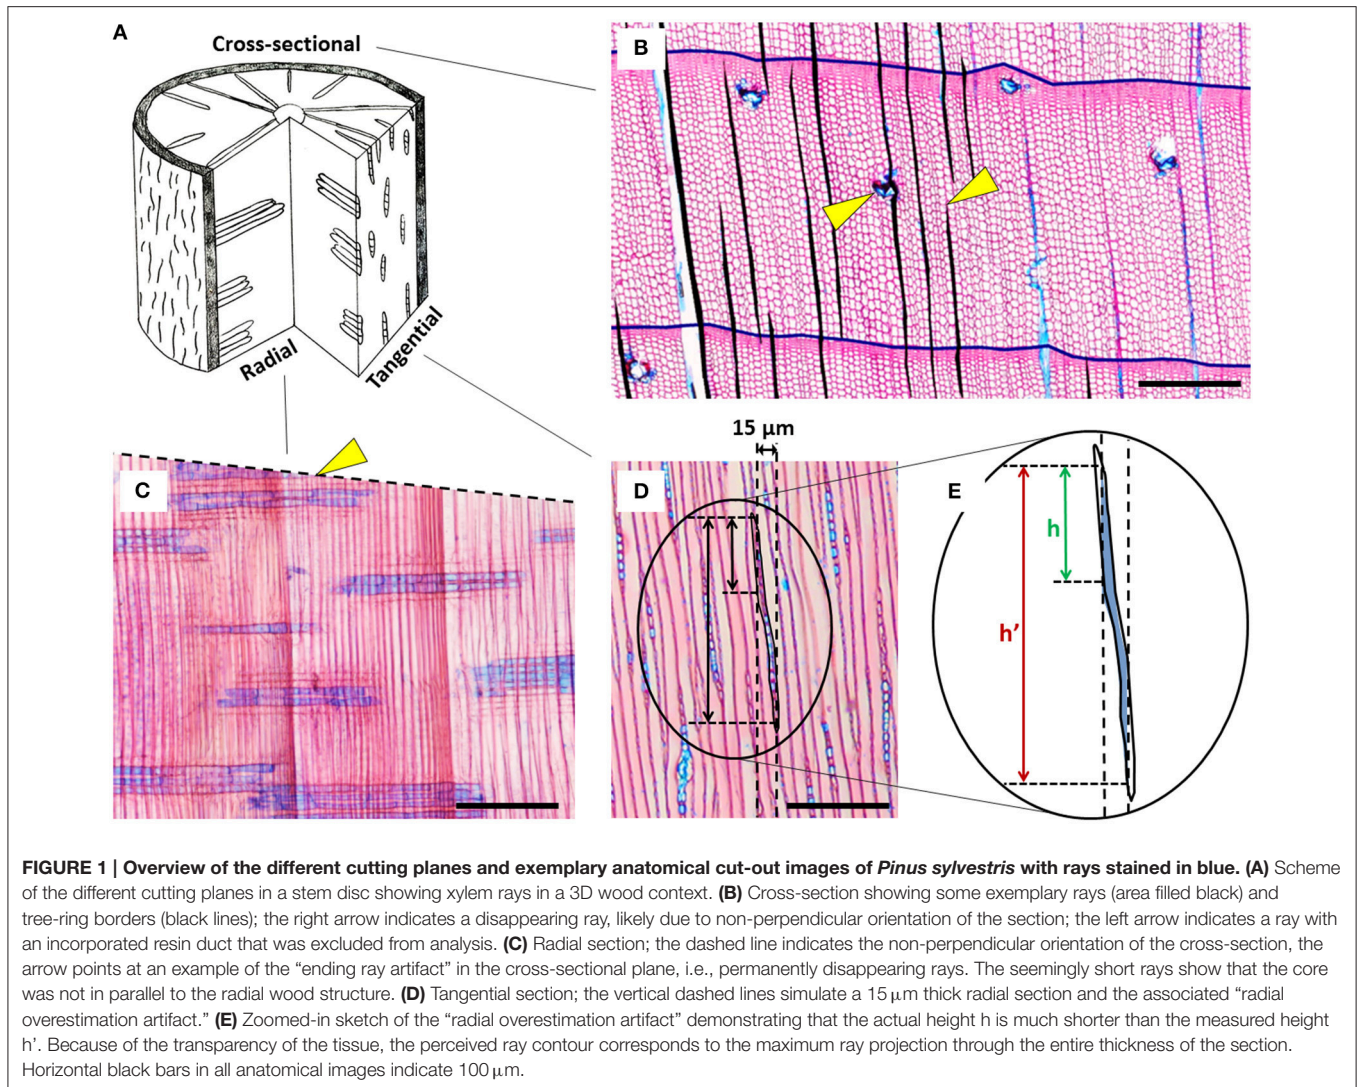 A
Cross-sectional
Radial
Tangential
B
C
15 μm
D
E
h
h’
FIGURE 1 | Overview of the different cutting planes and exemplary anatomical cut-out images of Pinus sylvestris with rays stained in blue. (A) Scheme
of the different cutting planes in a stem disc showing xylem rays in a 3D wood context. (B) Cross-section showing some exemplary rays (area filled black) and
tree-ring borders (black lines); the right arrow indicates a disappearing ray, likely due to non-perpendicular orientation of the section; the left arrow indicates a ray with
an incorporated resin duct that was excluded from analysis. (C) Radial section; the dashed line indicates the non-perpendicular orientation of the cross-section, the
arrow points at an example of the “ending ray artifact” in the cross-sectional plane, i.e., permanently disappearing rays. The seemingly short rays show that the core
was not in parallel to the radial wood structure. (D) Tangential section; the vertical dashed lines simulate a 15 μm thick radial section and the associated “radial
overestimation artifact.” (E) Zoomed-in sketch of the “radial overestimation artifact” demonstrating that the actual height h is much shorter than the measured height
h’. Because of the transparency of the tissue, the perceived ray contour corresponds to the maximum ray projection through the entire thickness of the section.
Horizontal black bars in all anatomical images indicate 100 μm.